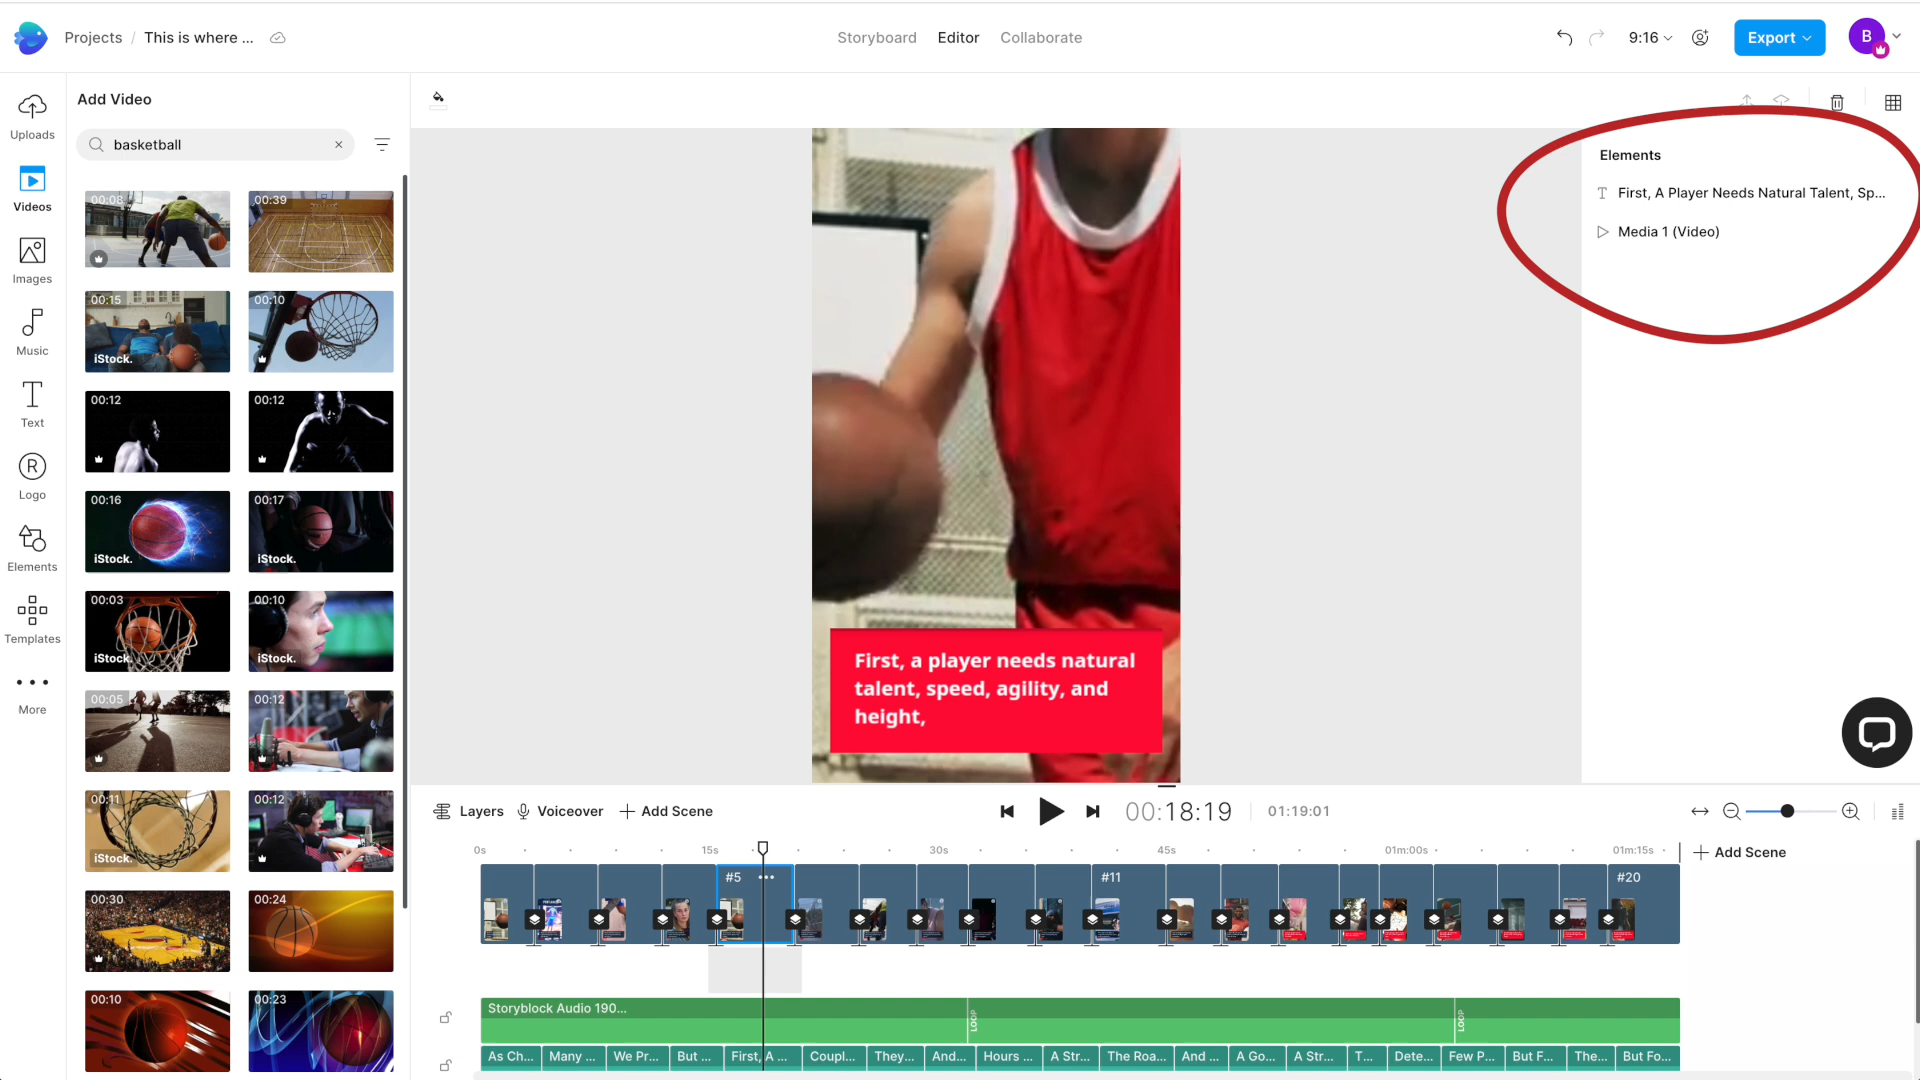 Projects / This is where ...
Storyboard Editor Collaborate
9:16
Export
B
Uploads
Videos
Images
Music
Text
R
Logo
Elements
Templates
More
Add Video
basketball
00:08
00:39
00:15
iStock.
00:10
00:12
00:12
00:16
iStock.
00:17
iStock.
00:03
iStock.
00:10
iStock.
00:05
00:12
00:11
iStock.
00:12
00:30
00:24
00:10
00:23
First, a player needs natural
talent, speed, agility, and
height,
Elements
First, A Player Needs Natural Talent, Sp...
Media 1 (Video)
Layers Voiceover Add Scene
00:18:19 01:19:01
0s 15s 30s 45s 01m:00s 01m:15s
Add Scene
#5 #11 #20
Storyblock Audio 190...
LOOP
LOOP
As Ch... Many ... We Pr... But ... First, A ... Coupl... They... And... Hours ... A Str... The Roa... And ... A Go... A Str... T... Dete... Few P... But F... The... But Fo...